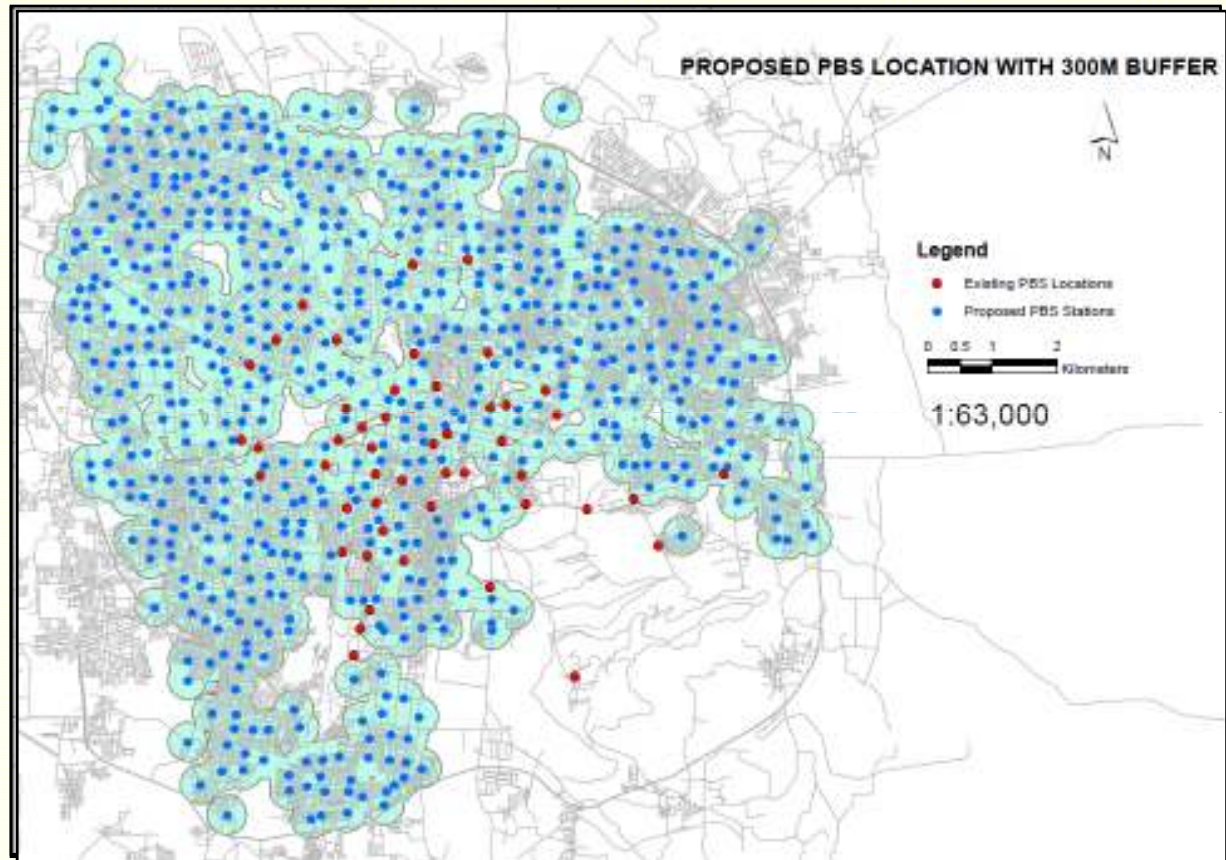 PROPOSED PBS LOCATION WITH 300M BUFFER
N
Legend
Existing PBS Locations
Proposed PBS Stations
0 0.5 1 2
Kilometers
1:63,000